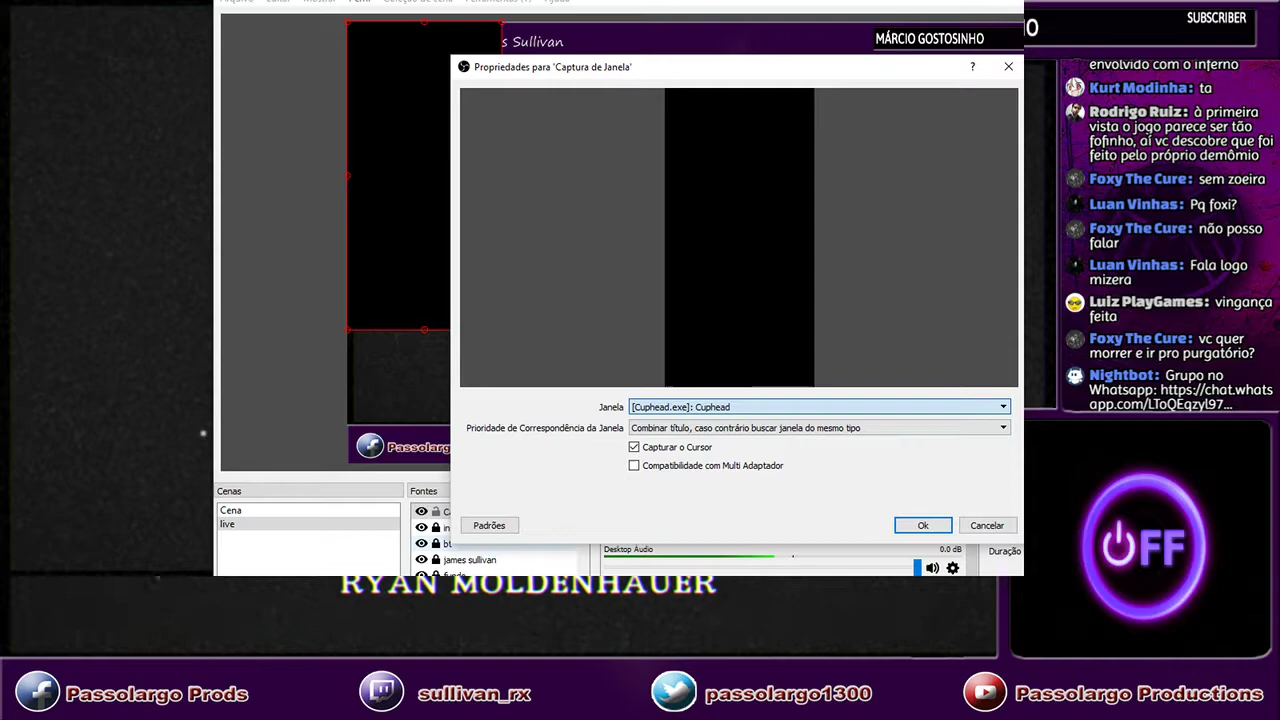 s Sullivan
MÁRCIO GOSTOSINHO
SUBSCRIBER
Propriedades para 'Captura de Janela'
?
envolvido com o inferno
Kurt Modinha: ta
Rodrigo Ruiz: à primeira
vista o jogo parece ser tão
fofinho, aí vc descobre que foi
feito pelo próprio demômio
Foxy The Cure: sem zoeira
Luan Vinhas: Pq foxi?
Foxy The Cure: não posso
falar
Luan Vinhas: Fala logo
mizera
Luiz PlayGames: vingança
feita
Foxy The Cure: vc quer
morrer e ir pro purgatório?
Nightbot: Grupo no
Whatsapp: https://chat.whats
app.com/LToQEqzyl97...
Janela
[Cuphead.exe]: Cuphead
Prioridade de Correspondência da Janela
Combinar título, caso contrário buscar janela do mesmo tipo
Capturar o Cursor
Compatibilidade com Multi Adaptador
Padrões
Ok
Cancelar
Passolarg
Cenas
Cena
live
Fontes
james sullivan
Desktop Audio
0.0 dB
Duração
OFF
RYAN MOLDENHAUER
Passolargo Prods
sullivan_rx
passolargo1300
Passolargo Productions